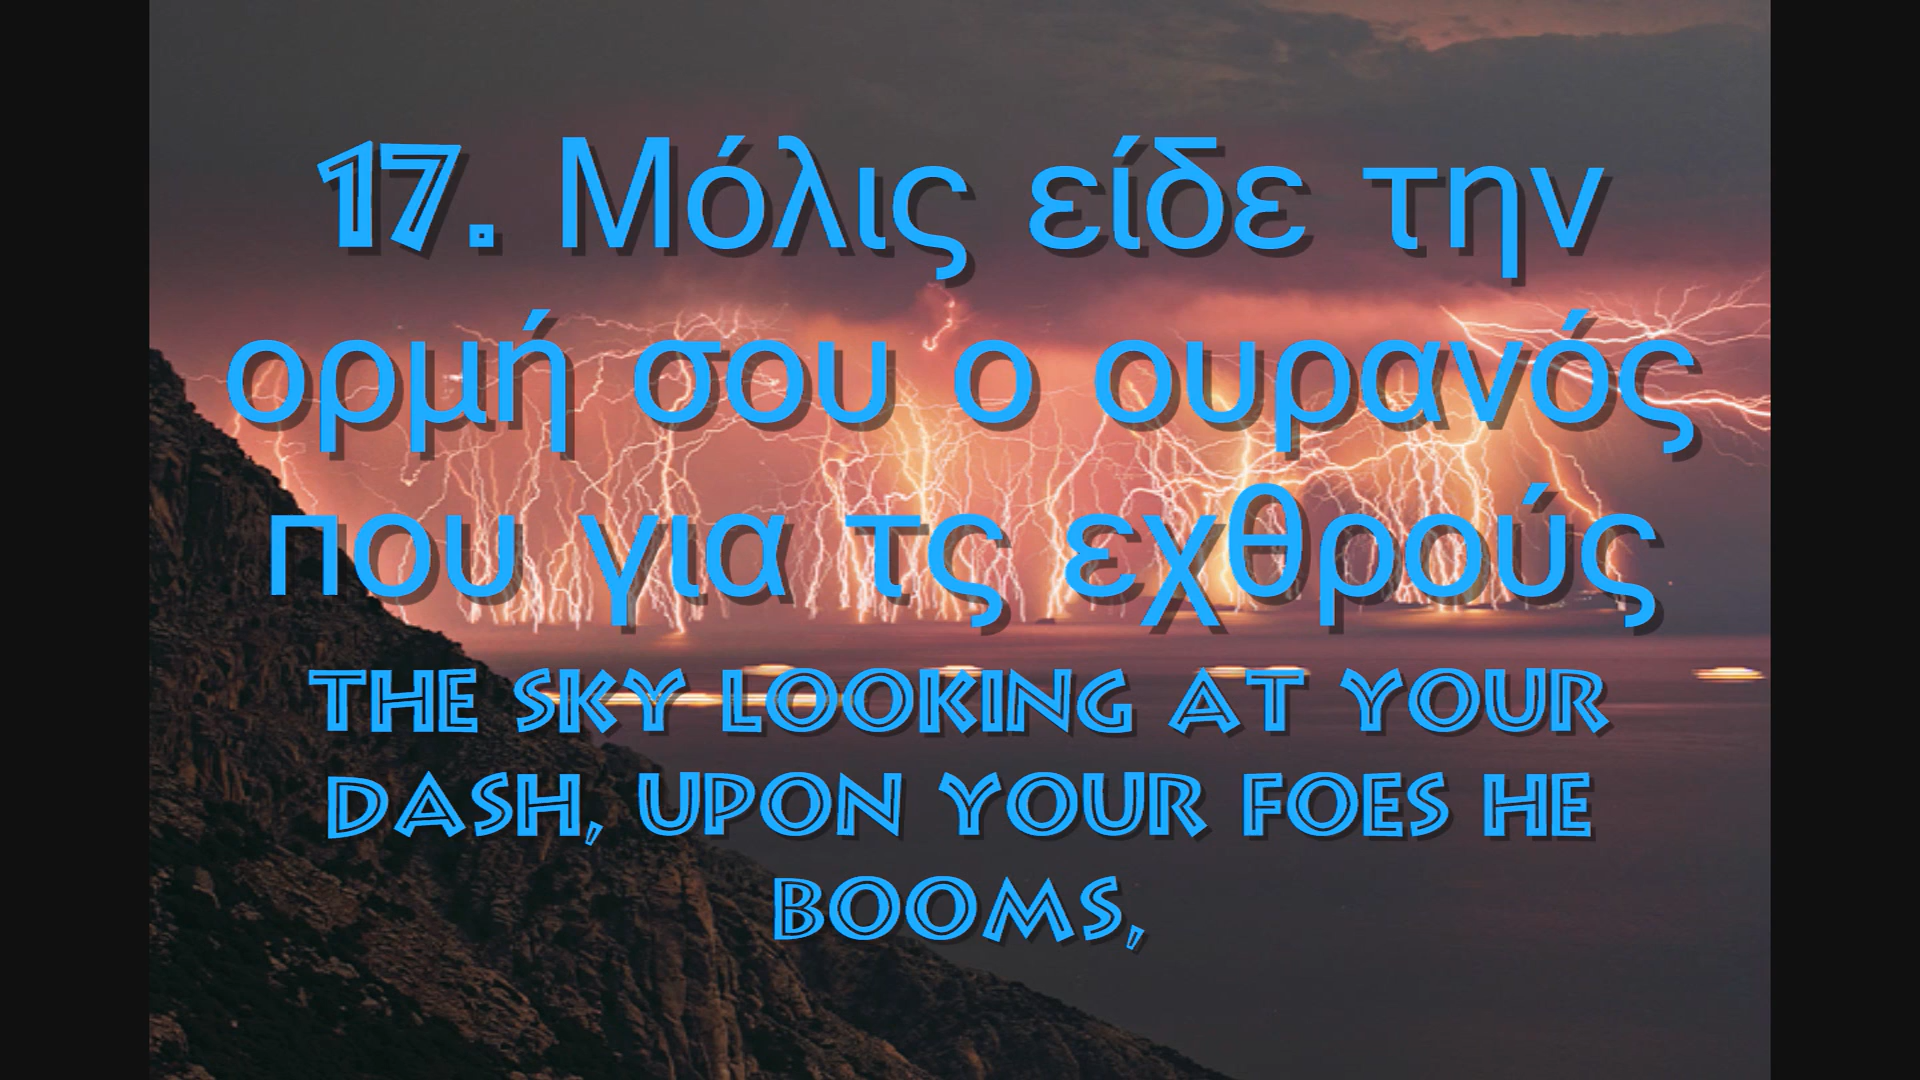 17. Μόλις είδε την
ορμή σου ο ουρανός
που για τς εχθρούς
THE SKY LOOKING AT YOUR
DASH, UPON YOUR FOES HE
BOOMS,